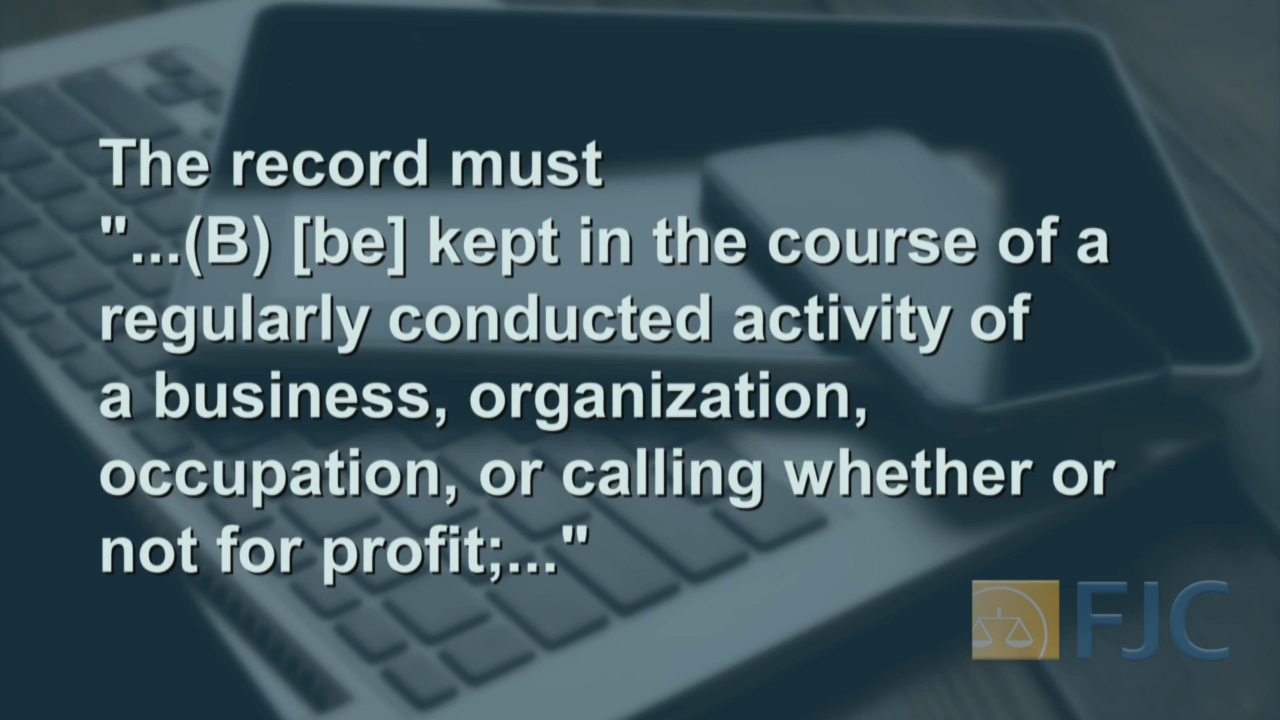 The record must
"...(B) [be] kept in the course of a
regularly conducted activity of
a business, organization,
occupation, or calling whether or
not for profit;..."
FJC